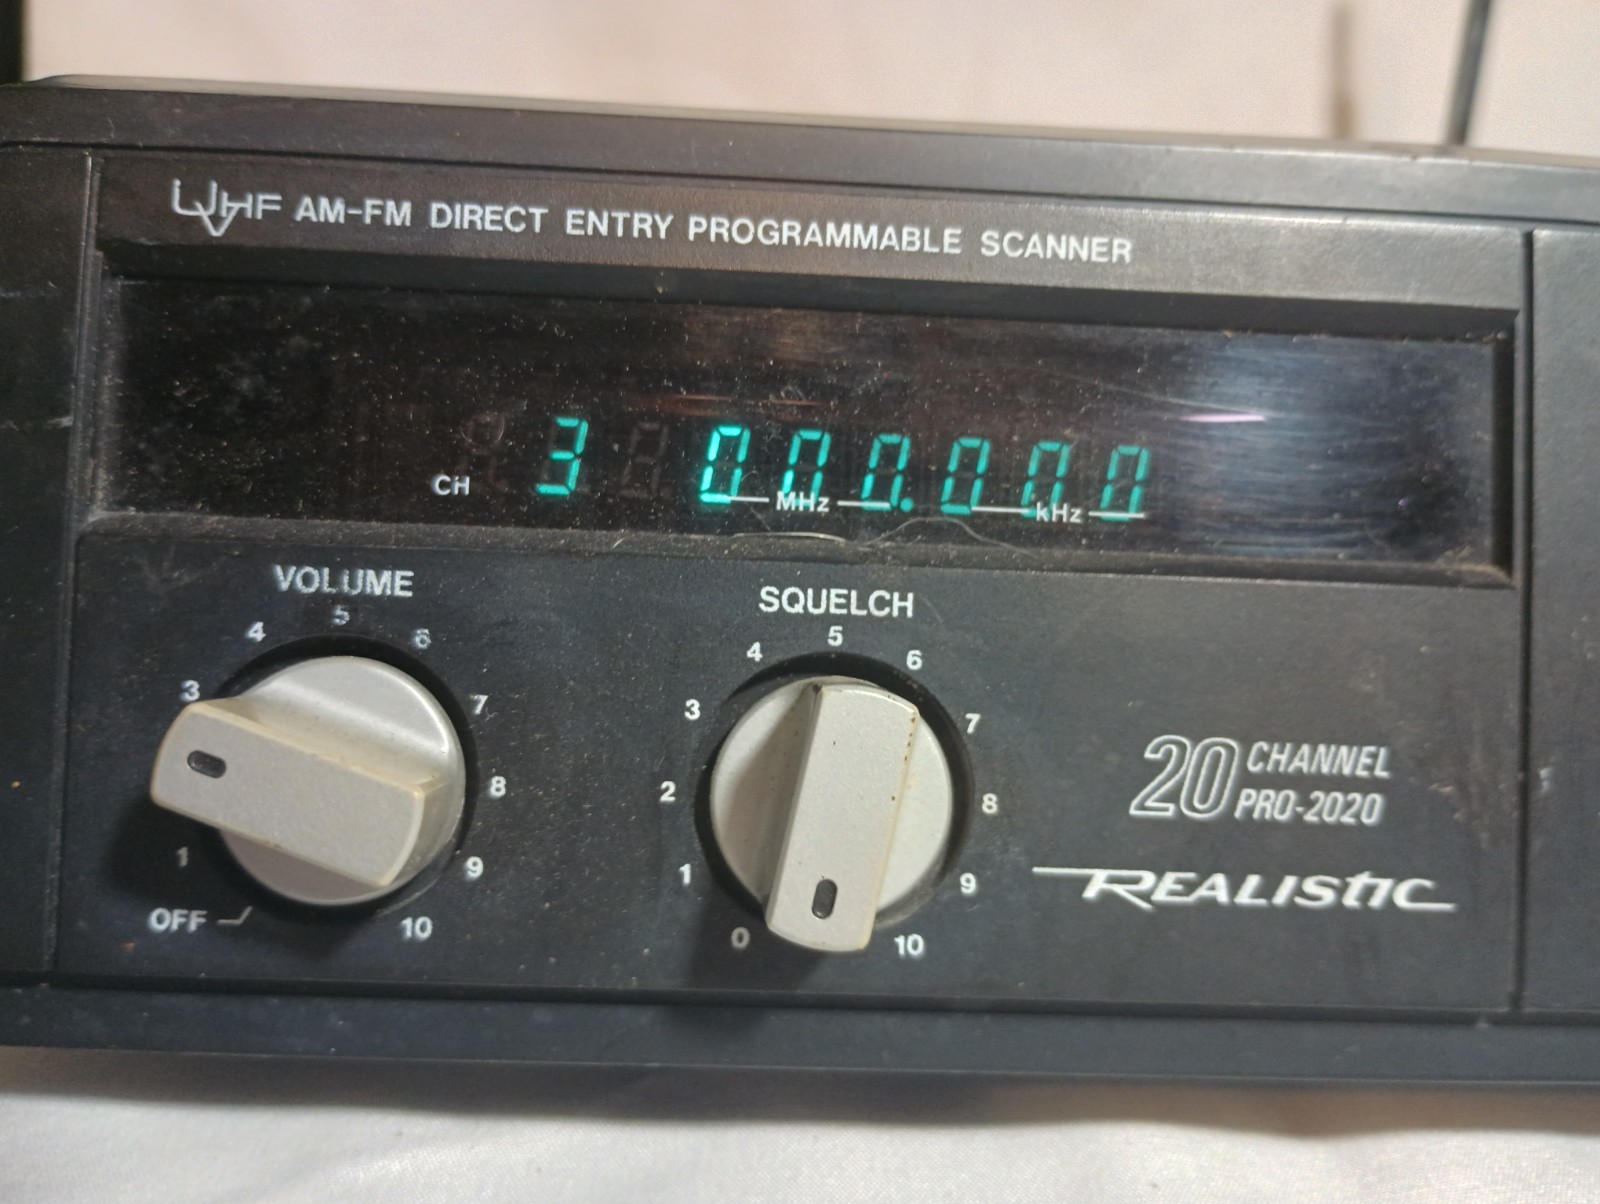 UVHF AM-FM DIRECT ENTRY PROGRAMMABLE SCANNER
CH 3 000.000
MHz kHz
VOLUME
OFF 1 3 4 5 6 7 8 9 10
SQUELCH
0 1 2 3 4 5 6 7 8 9 10
20 CHANNEL
PRO-2020
REALISTIC